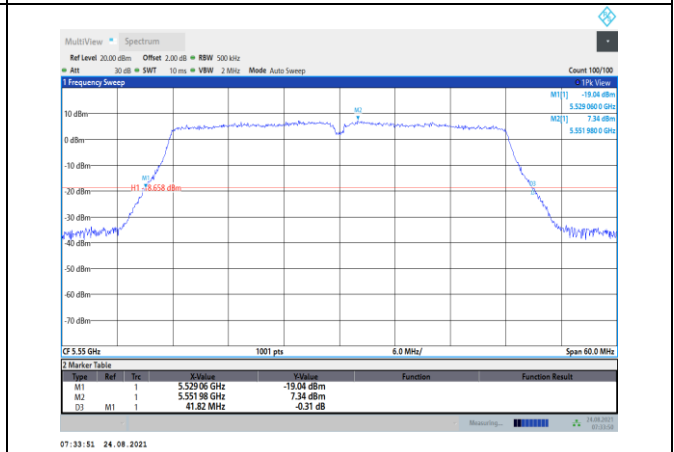 MultiView Spectrum
Ref Level 20.00 dBm Offset 2.00 dB RBW 500 kHz
Att 30 dB SWT 10 ms VBW 2 MHz Mode Auto Sweep Count 100/100
1 Frequency Sweep 1Pk View
M1[1] -19.04 dBm
5.529 060 0 GHz
M2[1] 7.34 dBm
5.551 980 0 GHz
M2
10 dBm
0 dBm
-10 dBm
M1
D3
-20 dBm
H1 -18.658 dBm
-30 dBm
-40 dBm
-50 dBm
-60 dBm
-70 dBm
CF 5.55 GHz 1001 pts 6.0 MHz/ Span 60.0 MHz
2 Marker Table
Type Ref Trc X-Value Y-Value Function Function Result
M1 1 5.529 06 GHz -19.04 dBm
M2 1 5.551 98 GHz 7.34 dBm
D3 M1 1 41.82 MHz -0.31 dB
Measuring... 24.08.2021
07:33:50
07:33:51 24.08.2021